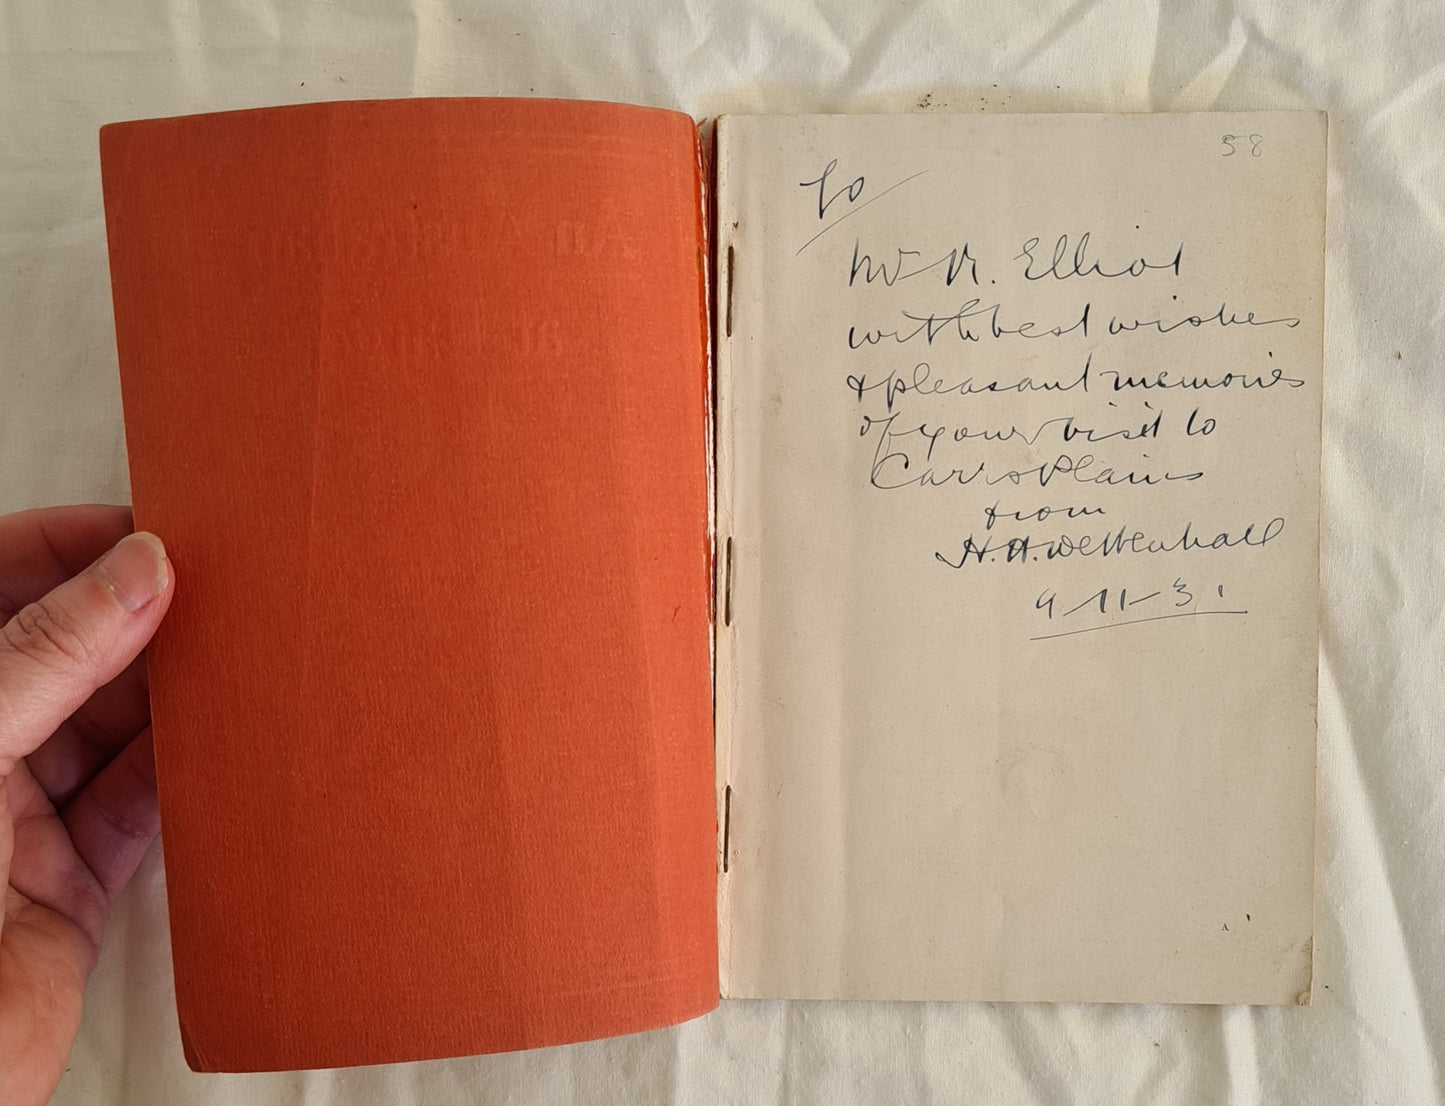 58
To
Mr R. Elliot
with best wishes
& pleasant memories
of your visit to
Carrs Plains
from
H. H. Wettenhall
9-11-31
A